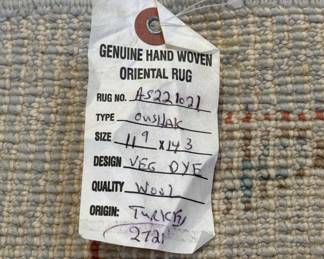 GENUINE HAND WOVEN
ORIENTAL RUG
RUG NO. AS221021
TYPE OUSHAK
SIZE 11 9 x 14 3
DESIGN VEG DYE
QUALITY WOOL
ORIGIN: TURKEY
2721